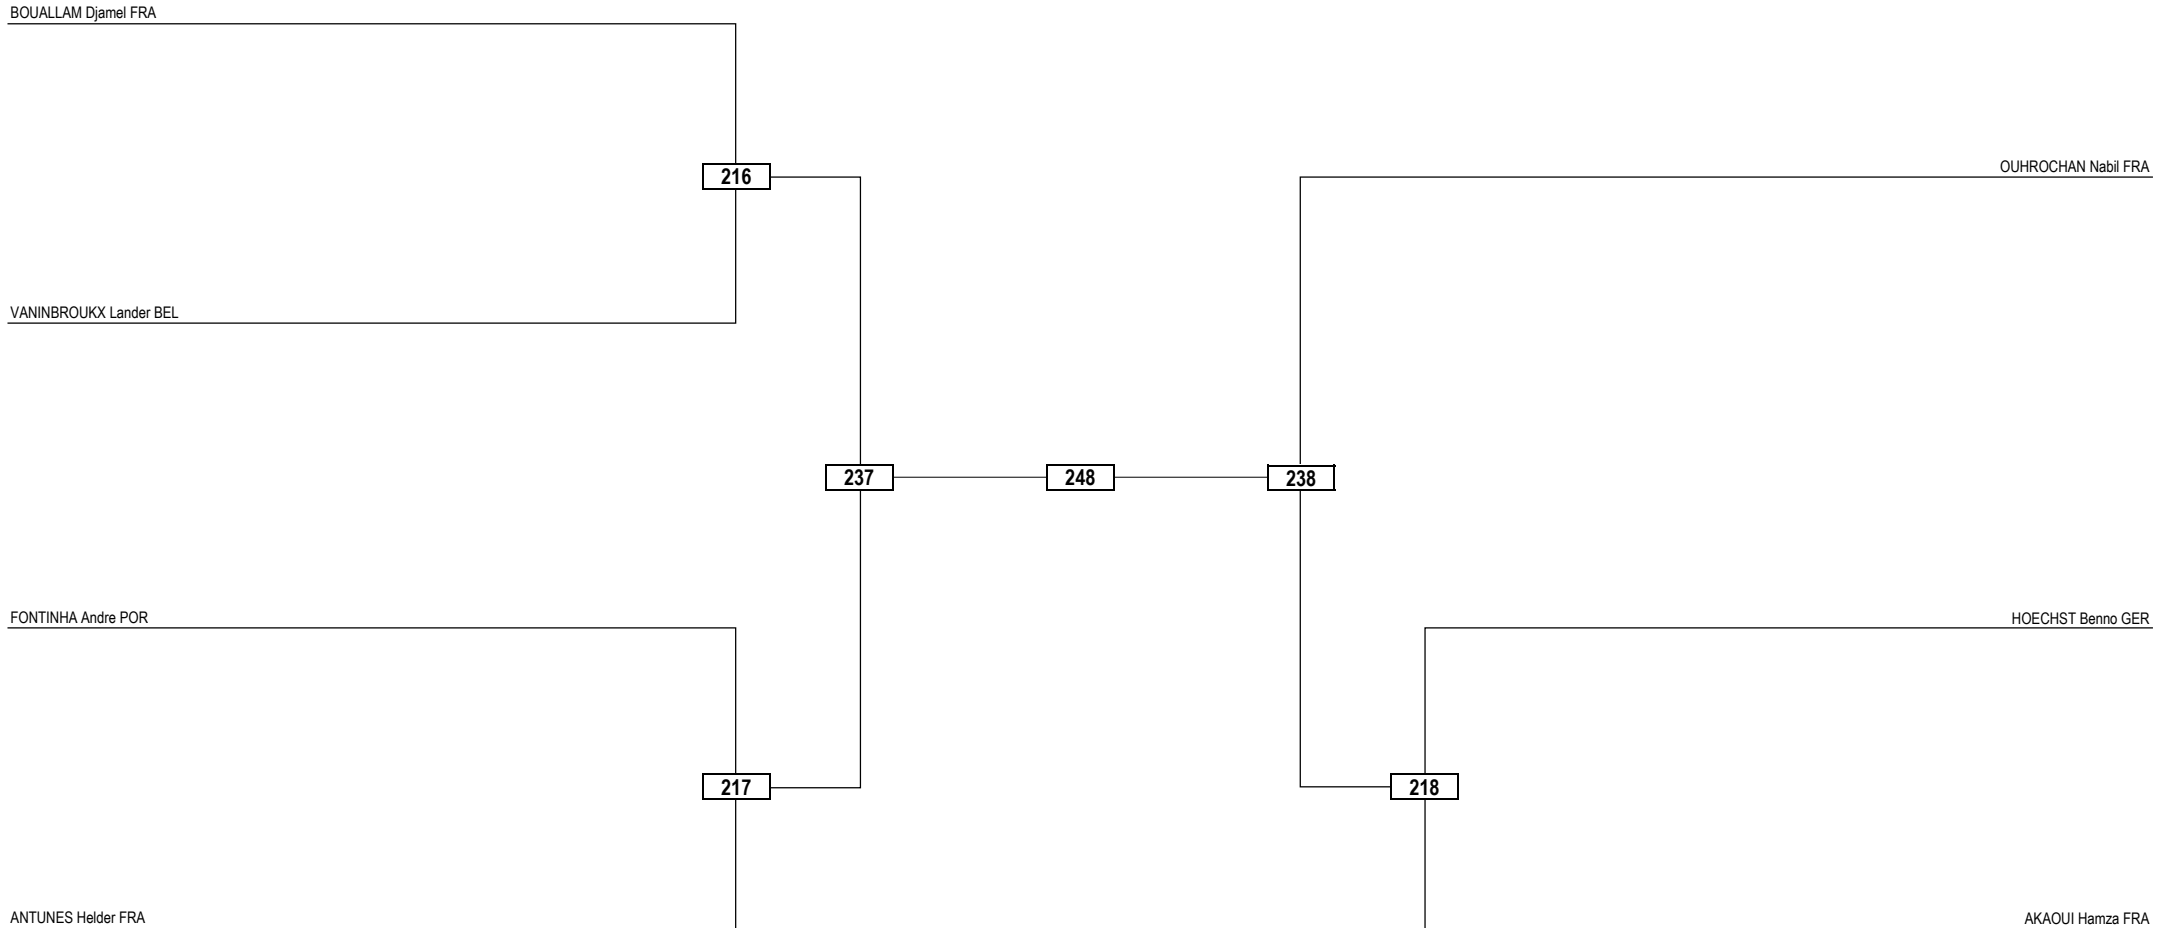 BOUALLAM Djamel FRA
216
OUHROCHAN Nabil FRA
VANINBROUKX Lander BEL
237
248
238
FONTINHA Andre POR
HOECHST Benno GER
217
218
ANTUNES Helder FRA
AKAOUI Hamza FRA